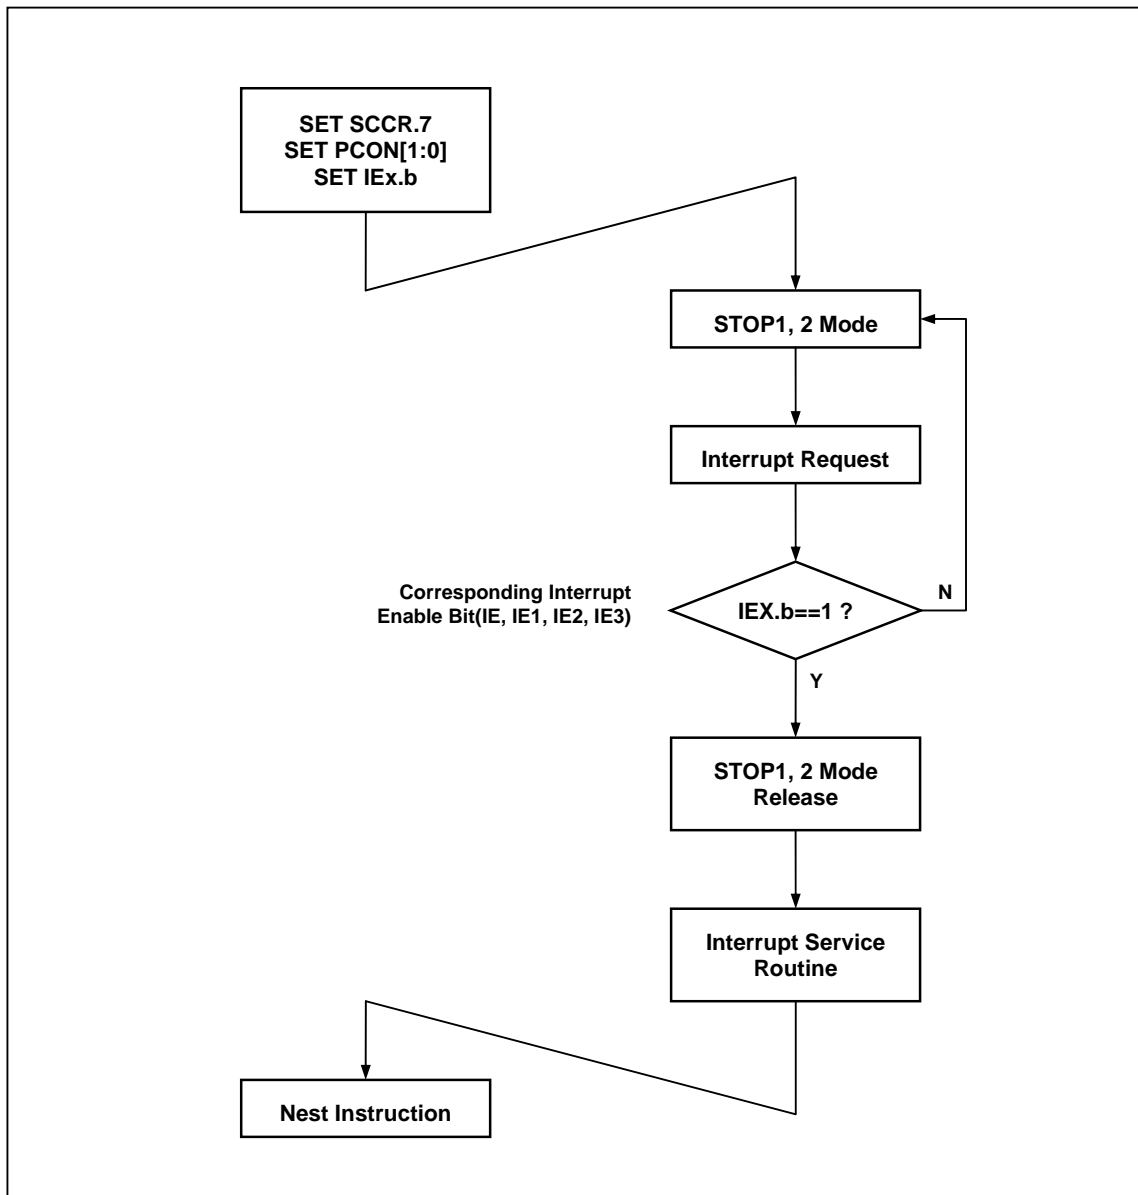 SET SCCR.7
SET PCON[1:0]
SET IEx.b
STOP1, 2 Mode
Interrupt Request
Corresponding Interrupt
Enable Bit(IE, IE1, IE2, IE3)
IEX.b==1 ?
N
Y
STOP1, 2 Mode
Release
Interrupt Service
Routine
Nest Instruction